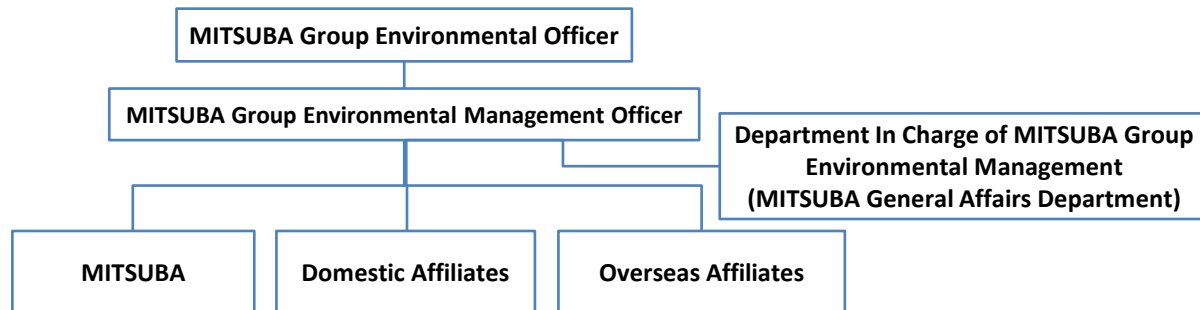 MITSUBA Group Environmental Officer
MITSUBA Group Environmental Management Officer
Department In Charge of MITSUBA Group
Environmental Management
(MITSUBA General Affairs Department)
MITSUBA
Domestic Affiliates
Overseas Affiliates